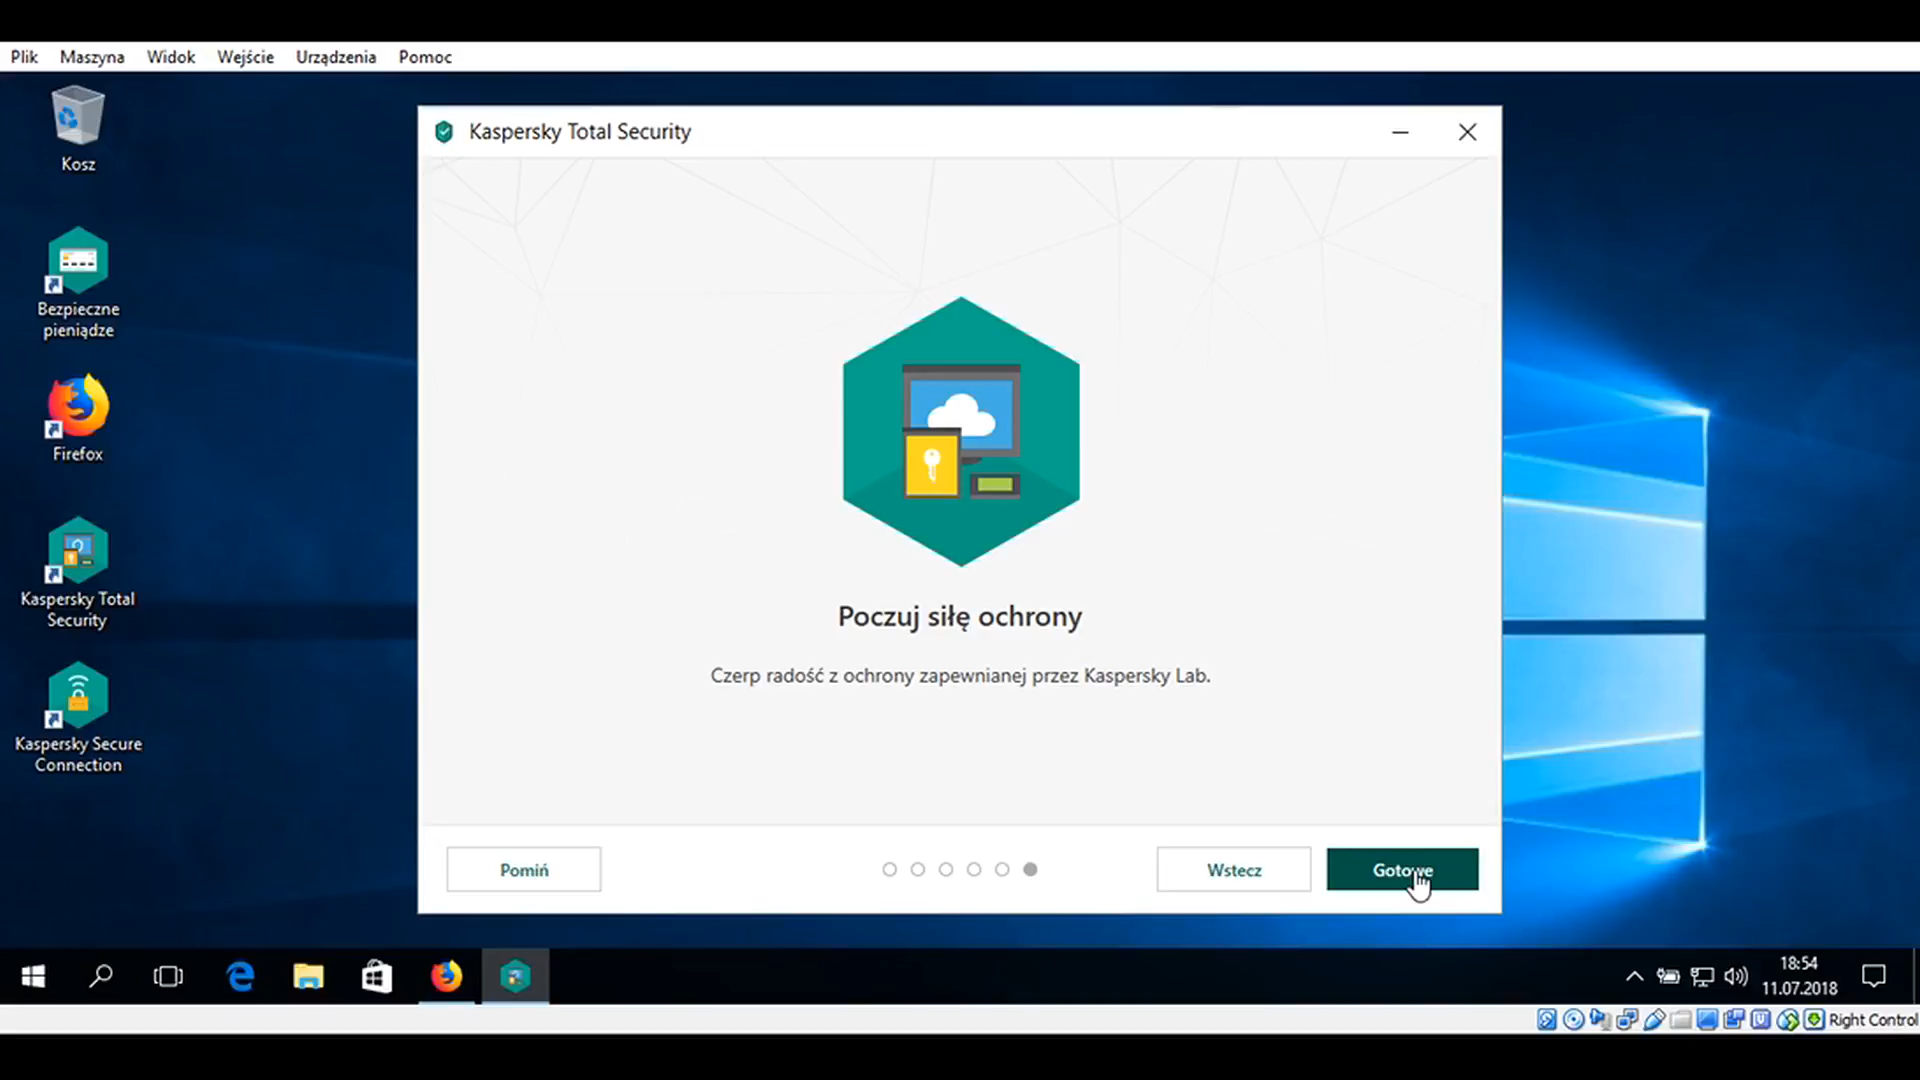 Plik Maszyna Widok Wejście Urządzenia Pomoc
Kosz
Bezpieczne
pieniądze
Firefox
Kaspersky Total
Security
Kaspersky Secure
Connection
Kaspersky Total Security
Poczuj siłę ochrony
Czerp radość z ochrony zapewnianej przez Kaspersky Lab.
Pomiń
Wstecz
Gotowe
18:54
11.07.2018
Right Control